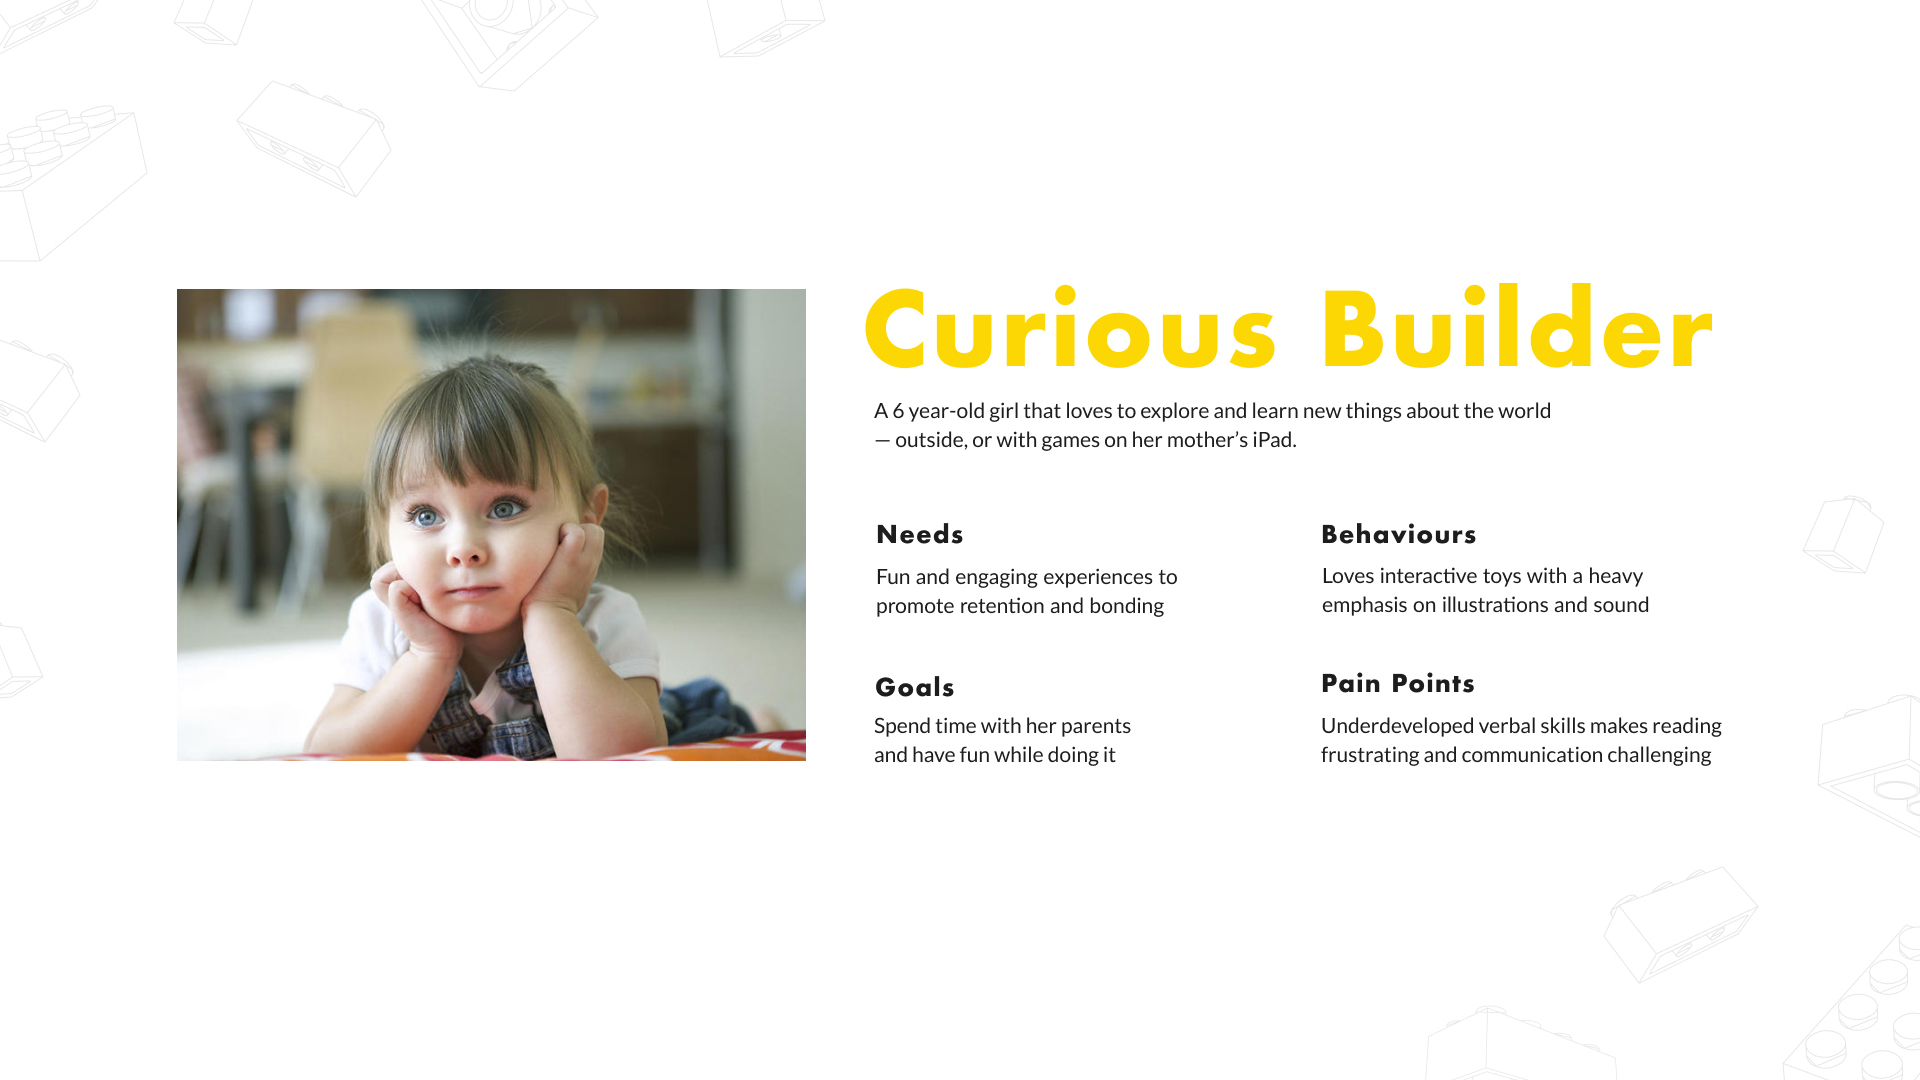 Curious Builder
A 6 year-old girl that loves to explore and learn new things about the world
— outside, or with games on her mother’s iPad.
Needs
Fun and engaging experiences to
promote retention and bonding
Behaviours
Loves interactive toys with a heavy
emphasis on illustrations and sound
Goals
Spend time with her parents
and have fun while doing it
Pain Points
Underdeveloped verbal skills makes reading
frustrating and communication challenging